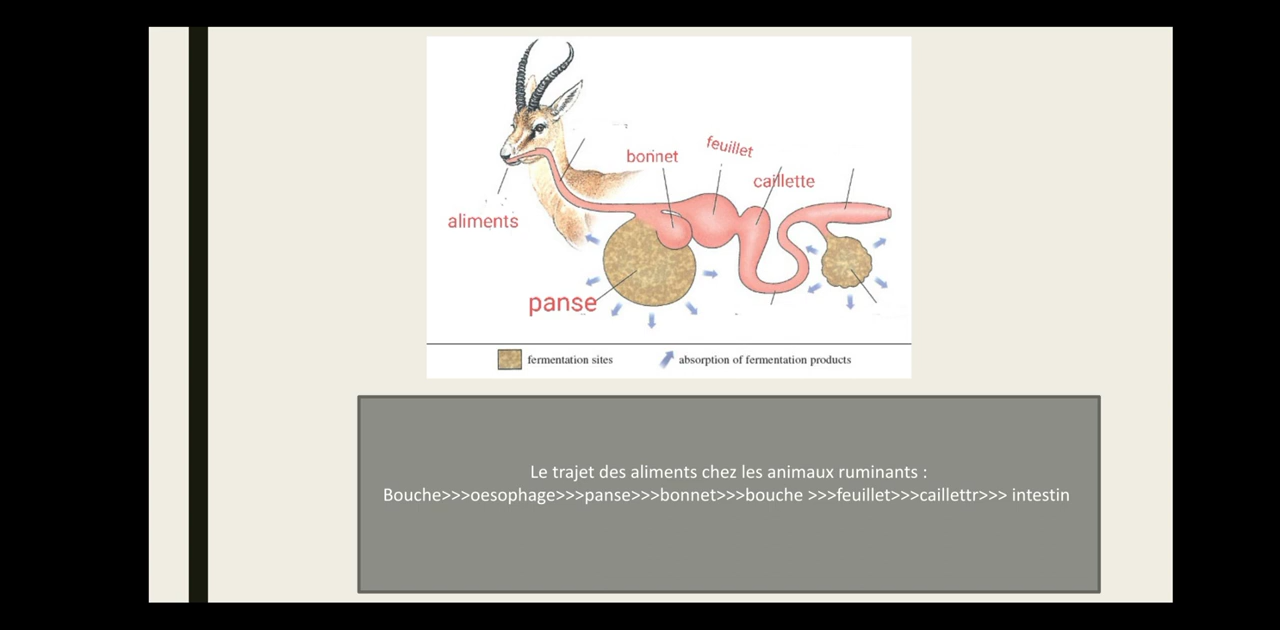 bonnet
feuillet
caillette
aliments
panse
fermentation sites
absorption of fermentation products
Le trajet des aliments chez les animaux ruminants :
Bouche>>>oesophage>>>panse>>>bonnet>>>bouche >>>feuillet>>>caillettr>>> intestin